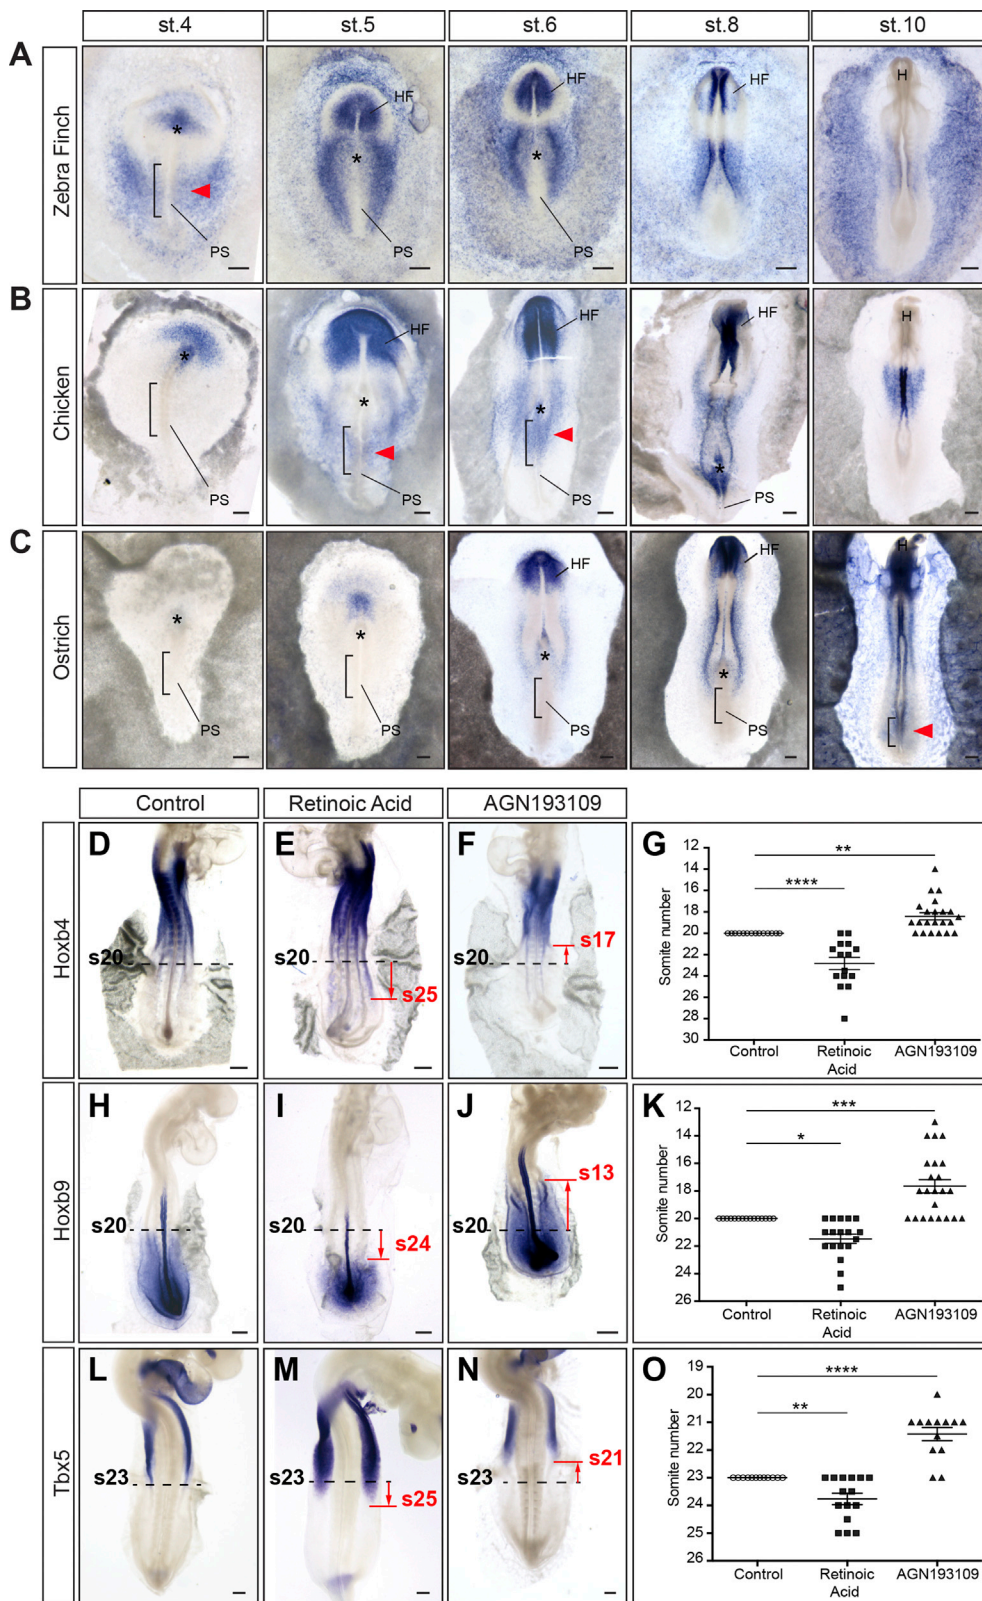 st.4 st.5 st.6 st.8 st.10
A Zebra Finch
* PS
HF * PS
HF * PS
HF
H
B Chicken
* PS
HF * PS
HF * PS
HF * PS
H
C Ostrich
* PS
* PS
HF * PS
HF * PS
H
Control Retinoic Acid AGN193109
Hoxb4
D s20
E s20 s25
F s20 s17
G
Somite number
12
14
16
18
20
22
24
26
28
30
**
****
Control Retinoic Acid AGN193109
Hoxb9
H s20
I s20 s24
J s20 s13
K
Somite number
12
14
16
18
20
22
24
26
***
*
Control Retinoic Acid AGN193109
Tbx5
L s23
M s23 s25
N s23 s21
O
Somite number
19
20
21
22
23
24
25
26
****
**
Control Retinoic Acid AGN193109